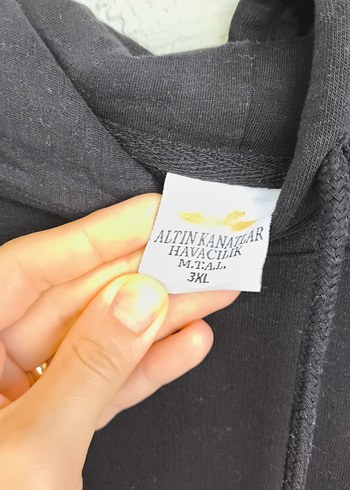 ALTIN KANATLAR
HAVACILIK
M.T.A.L.
3XL